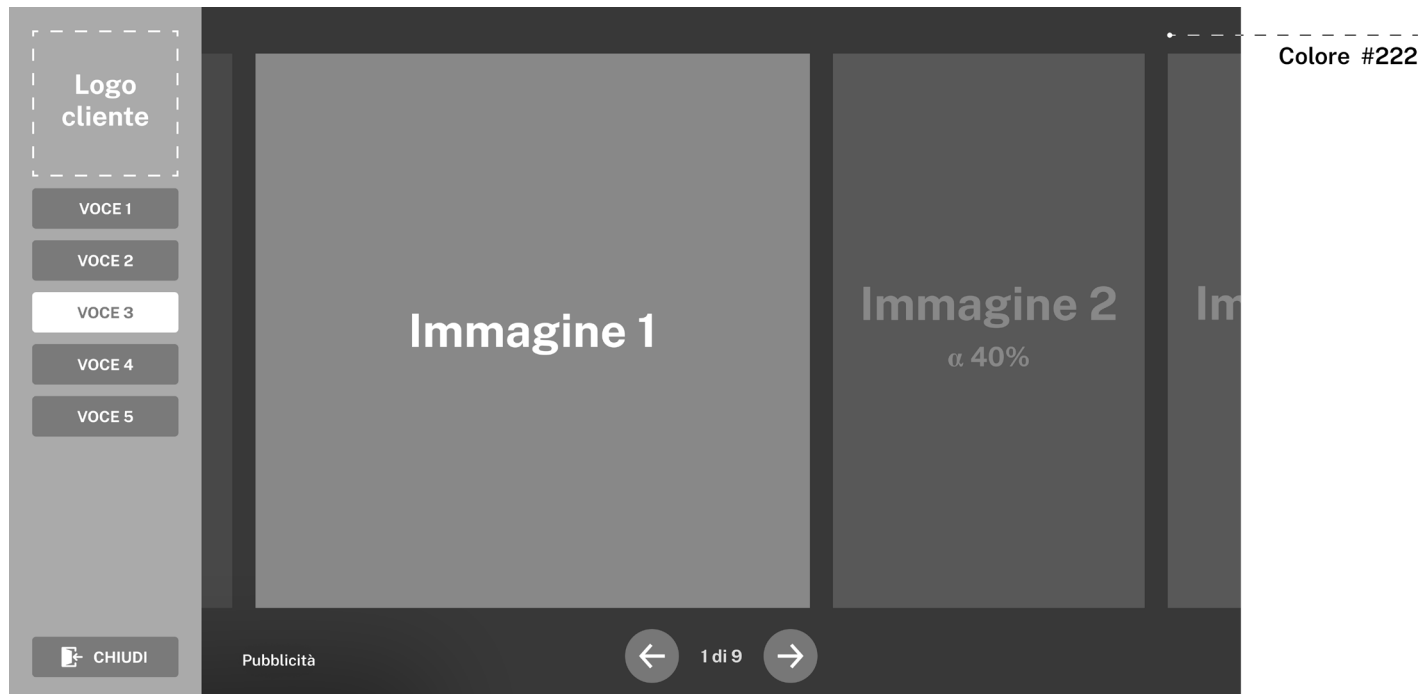 Logo
cliente
VOCE 1
VOCE 2
VOCE 3
VOCE 4
VOCE 5
CHIUDI
Immagine 1
Immagine 2
α 40%
Im
Pubblicità
1 di 9
Colore #222